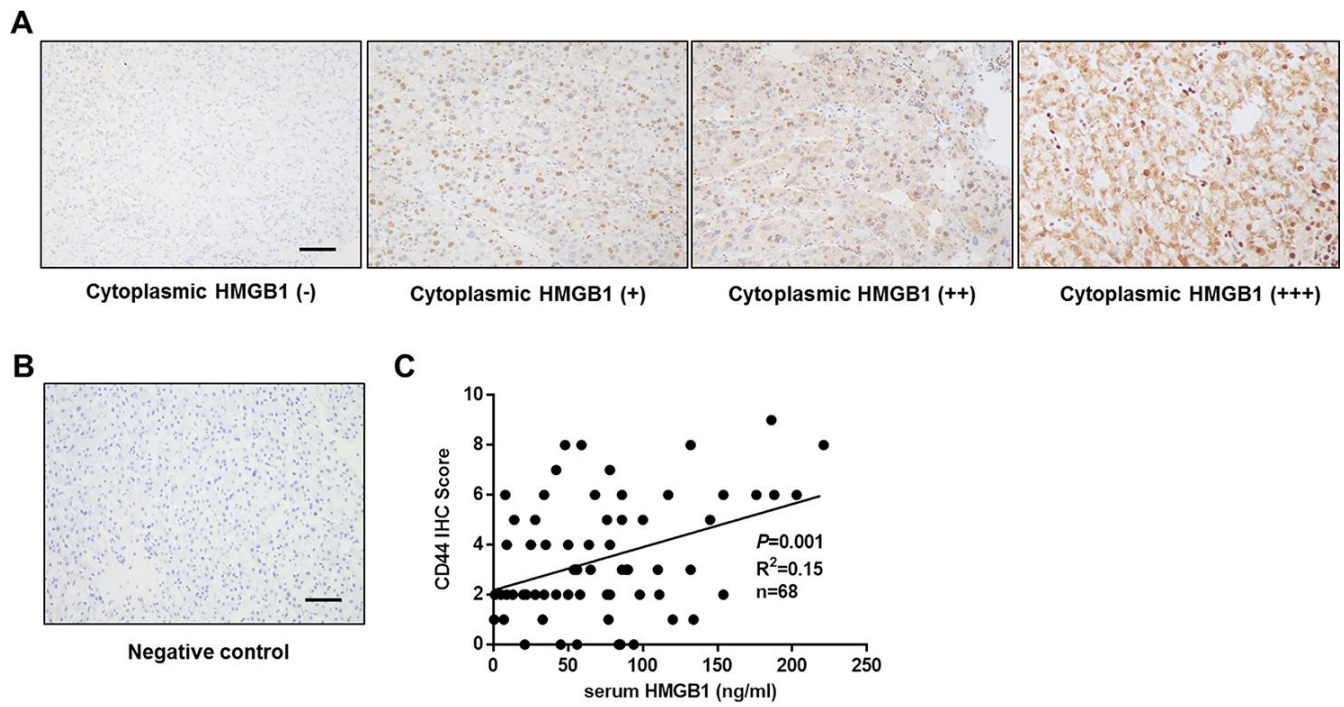 A
Cytoplasmic HMGB1 (-)
Cytoplasmic HMGB1 (+)
Cytoplasmic HMGB1 (++)
Cytoplasmic HMGB1 (+++)
B
Negative control
C
CD44 IHC Score
10
8
6
4
2
0
P=0.001
R²=0.15
n=68
0 50 100 150 200 250
serum HMGB1 (ng/ml)